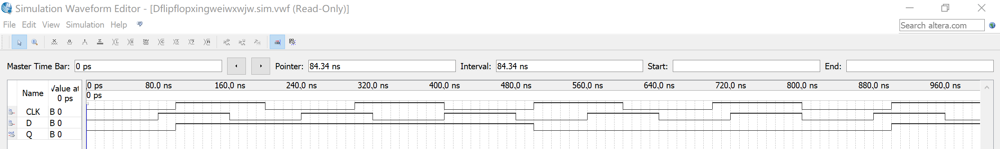 Simulation Waveform Editor - [Dflipflopxingweiwxwjw.sim.vwf (Read-Only)]
File Edit View Simulation Help Search altera.com
Master Time Bar: 0 ps Pointer: 84.34 ns Interval: 84.34 ns Start: End:
Name Value at 0 ps
0 ps 80.0 ns 160.0 ns 240.0 ns 320.0 ns 400.0 ns 480.0 ns 560.0 ns 640.0 ns 720.0 ns 800.0 ns 880.0 ns 960.0 ns
0 ps
in CLK B 0
in D B 0
out Q B 0